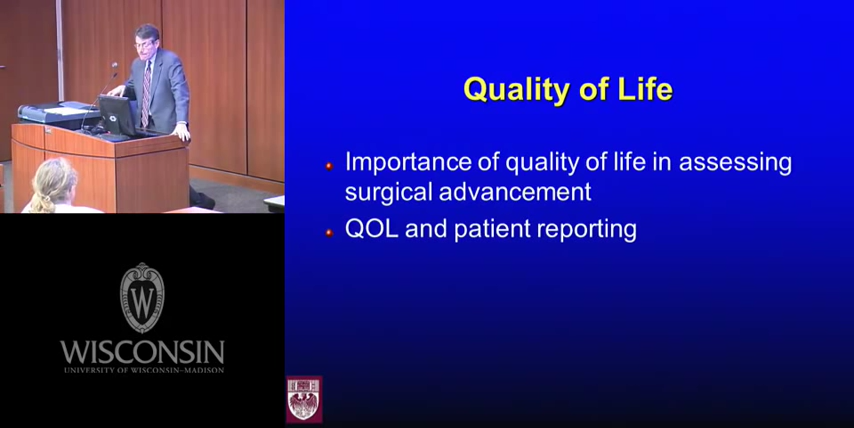 Quality of Life
Importance of quality of life in assessing
surgical advancement
QOL and patient reporting
W
WISCONSIN
UNIVERSITY OF WISCONSIN–MADISON